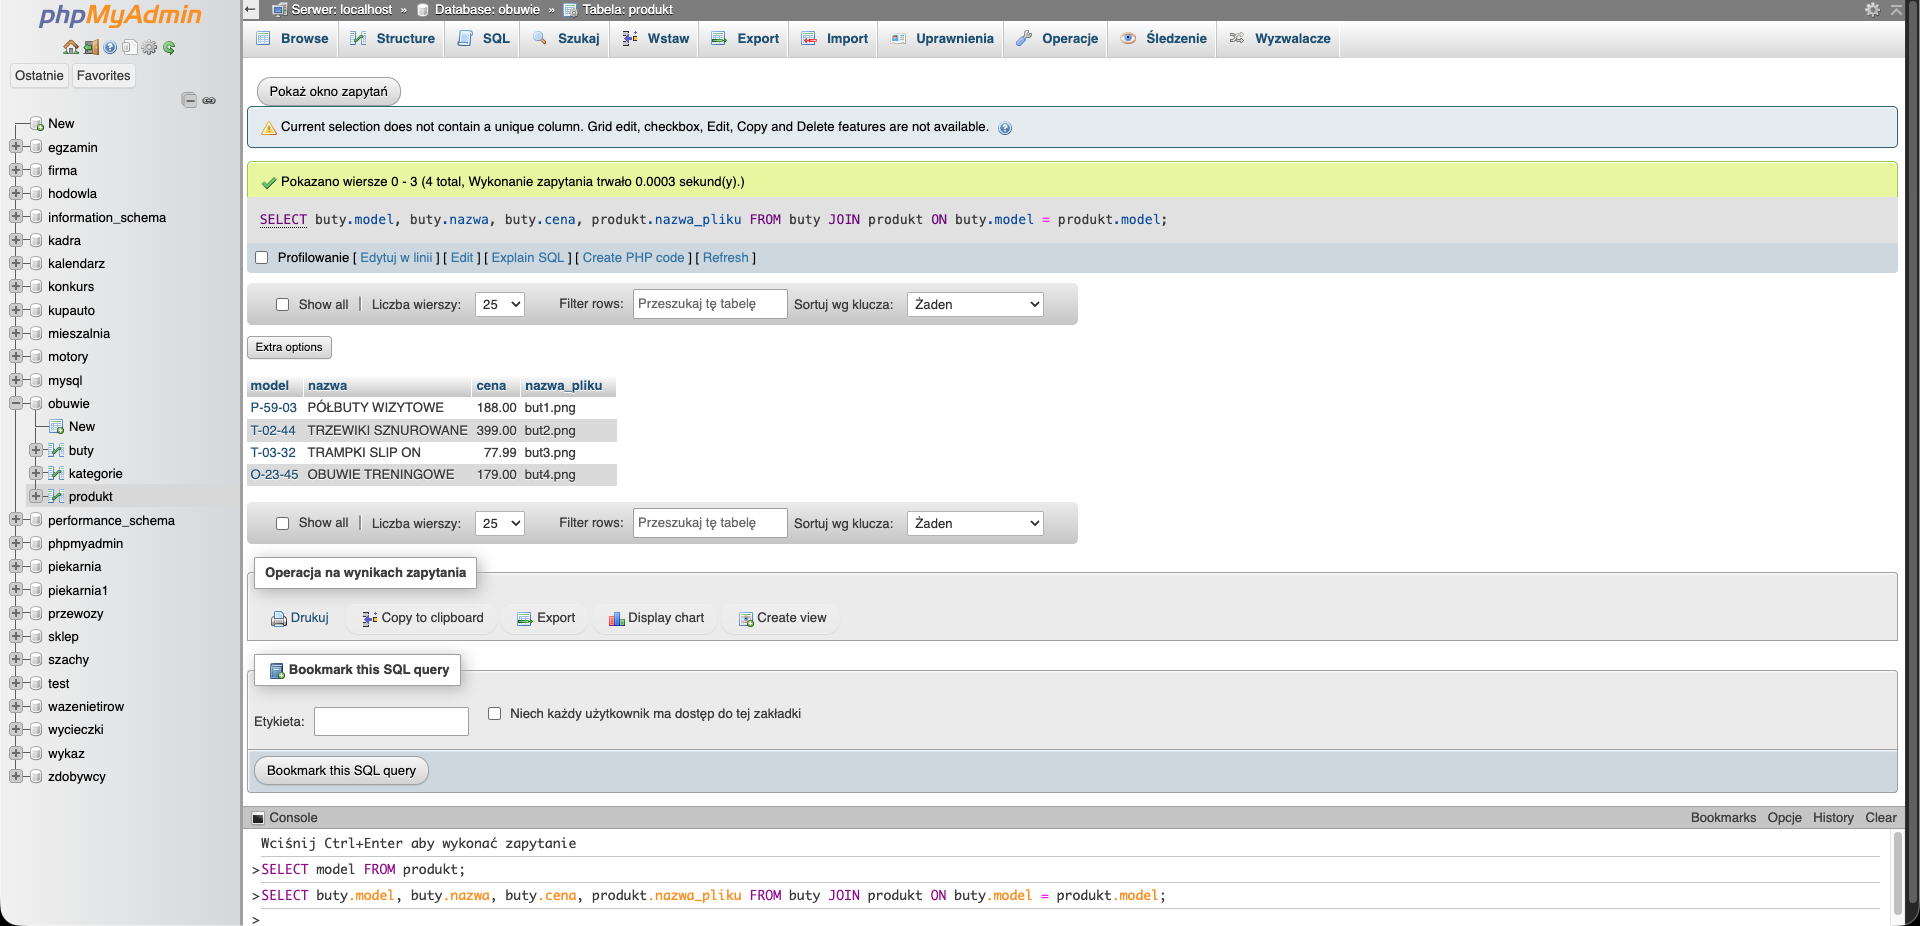 phpMyAdmin
Ostatnie Favorites
New
egzamin
firma
hodowla
information_schema
kadra
kalendarz
konkurs
kupauto
mieszalnia
motory
mysql
obuwie
New
buty
kategorie
produkt
performance_schema
phpmyadmin
piekarnia
piekarnia1
przewozy
sklep
szachy
test
wazenietirow
wycieczki
wykaz
zdobywcy
Serwer: localhost » Database: obuwie » Tabela: produkt
Browse Structure SQL Szukaj Wstaw Export Import Uprawnienia Operacje Śledzenie Wyzwalacze
Pokaż okno zapytań
Current selection does not contain a unique column. Grid edit, checkbox, Edit, Copy and Delete features are not available.
Pokazano wiersze 0 - 3 (4 total, Wykonanie zapytania trwało 0.0003 sekund(y).)
SELECT buty.model, buty.nazwa, buty.cena, produkt.nazwa_pliku FROM buty JOIN produkt ON buty.model = produkt.model;
Profilowanie [ Edytuj w linii ] [ Edit ] [ Explain SQL ] [ Create PHP code ] [ Refresh ]
Show all | Liczba wierszy: 25 Filter rows: Przeszukaj tę tabelę Sortuj wg klucza: Żaden
Extra options
model nazwa cena nazwa_pliku
P-59-03 PÓŁBUTY WIZYTOWE 188.00 but1.png
T-02-44 TRZEWIKI SZNUROWANE 399.00 but2.png
T-03-32 TRAMPKI SLIP ON 77.99 but3.png
O-23-45 OBUWIE TRENINGOWE 179.00 but4.png
Show all | Liczba wierszy: 25 Filter rows: Przeszukaj tę tabelę Sortuj wg klucza: Żaden
Operacja na wynikach zapytania
Drukuj Copy to clipboard Export Display chart Create view
Bookmark this SQL query
Etykieta: Niech każdy użytkownik ma dostęp do tej zakładki
Bookmark this SQL query
Console Bookmarks Opcje History Clear
Wciśnij Ctrl+Enter aby wykonać zapytanie
>SELECT model FROM produkt;
>SELECT buty.model, buty.nazwa, buty.cena, produkt.nazwa_pliku FROM buty JOIN produkt ON buty.model = produkt.model;
>